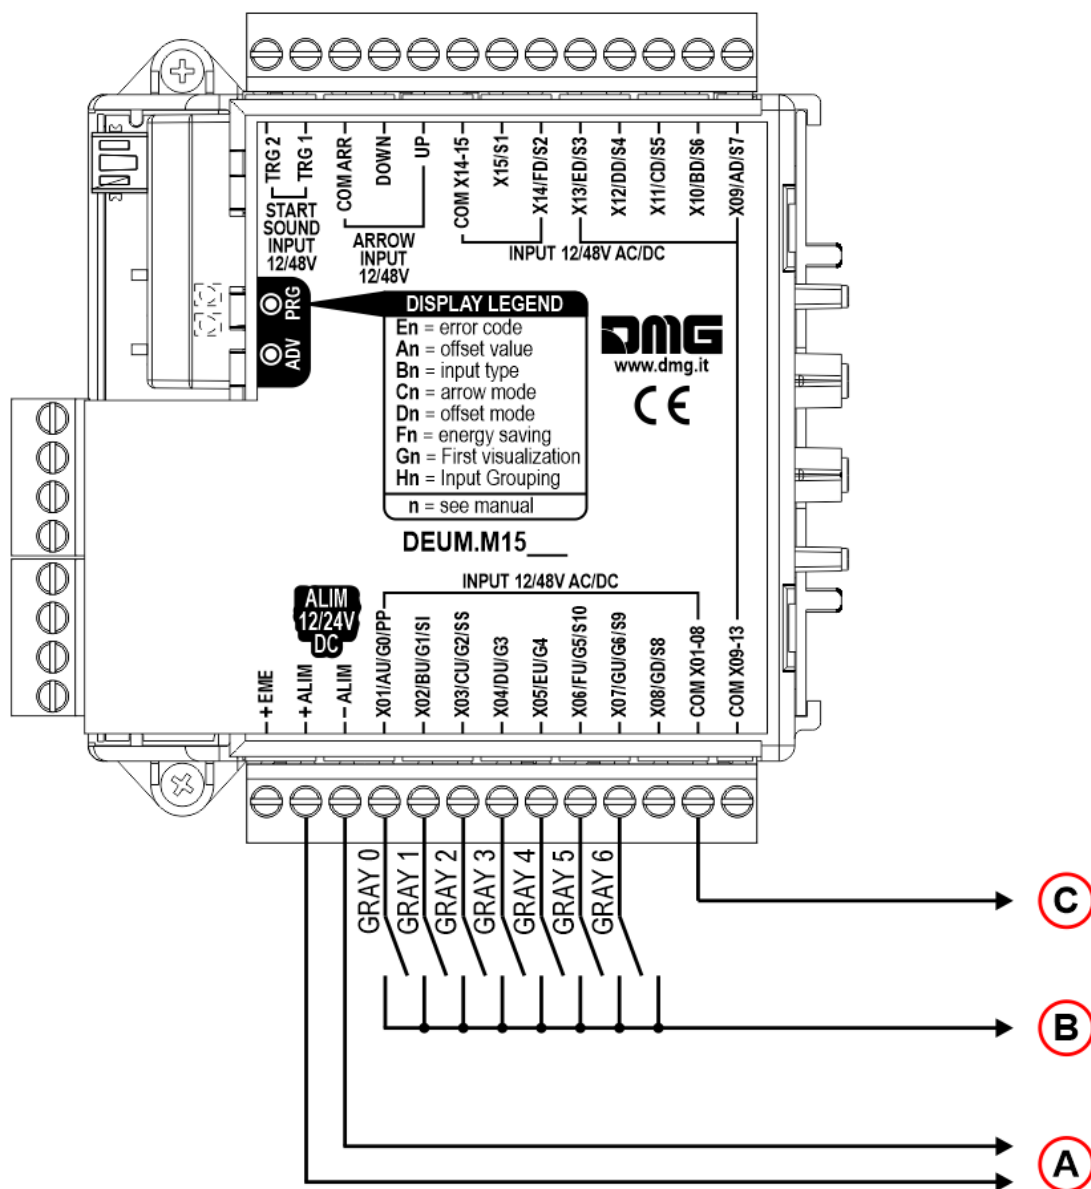 TRG 2
TRG 1
COM ARR
DOWN
UP
COM X14-15
X15/S1
X14/FD/S2
X13/ED/S3
X12/DD/S4
X11/CD/S5
X10/BD/S6
X09/AD/S7
START
SOUND
INPUT
12/48V
ARROW
INPUT
12/48V
INPUT 12/48V AC/DC
PRG
ADV
DISPLAY LEGEND
En = error code
An = offset value
Bn = input type
Cn = arrow mode
Dn = offset mode
Fn = energy saving
Gn = First visualization
Hn = Input Grouping
n = see manual
DMG
www.dmg.it
CE
DEUM.M15___
INPUT 12/48V AC/DC
ALIM
12/24V
DC
+ EME
+ ALIM
- ALIM
X01/AU/G0/PP
X02/BU/G1/SI
X03/CU/G2/SS
X04/DU/G3
X05/EU/G4
X06/FU/G5/S10
X07/GU/G6/S9
X08/GD/S8
COM X01-08
COM X09-13
GRAY 0
GRAY 1
GRAY 2
GRAY 3
GRAY 4
GRAY 5
GRAY 6
C
B
A